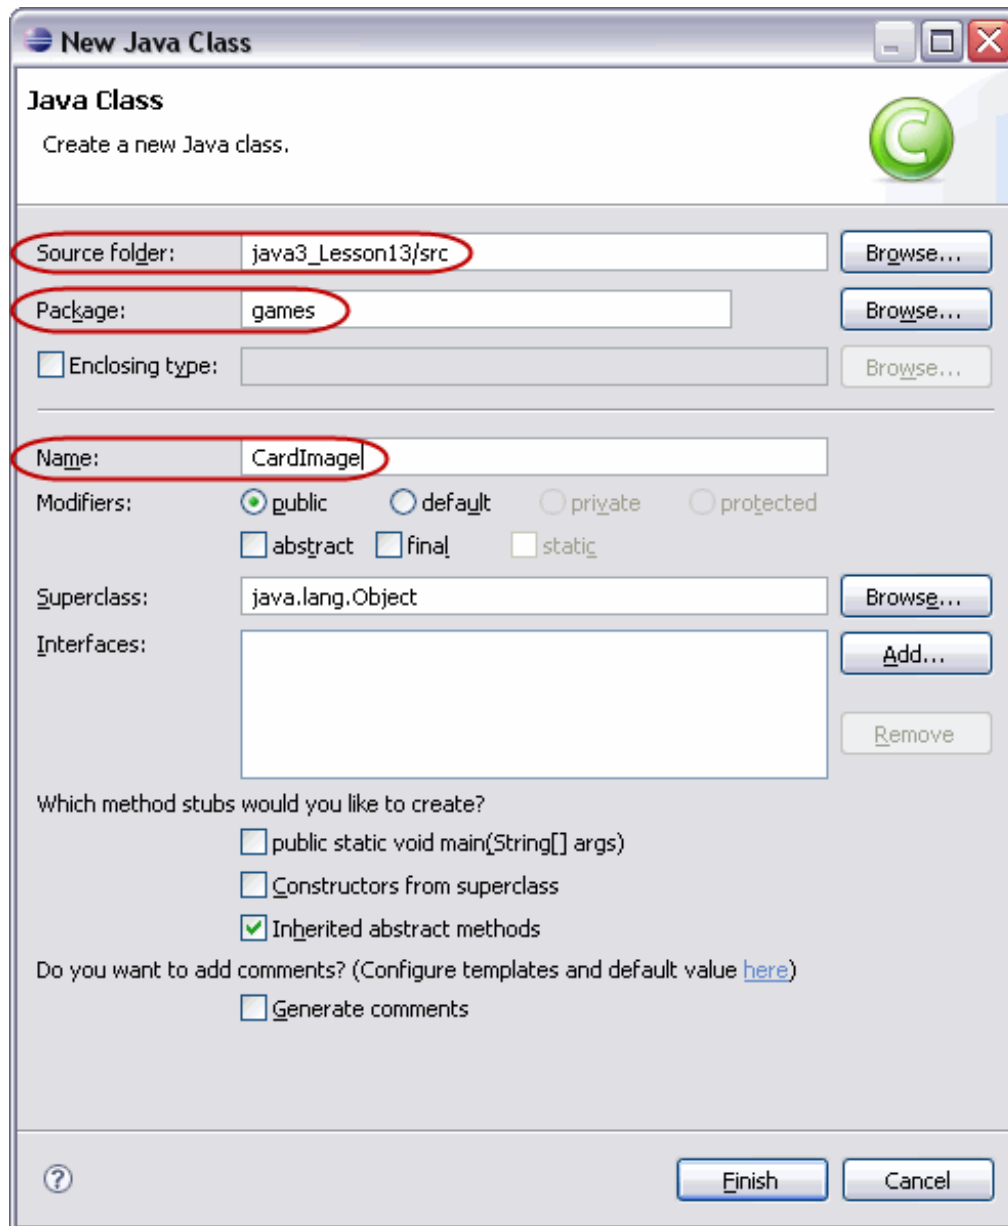 New Java Class
Java Class
Create a new Java class.
C
Source folder: java3_Lesson13/src Browse...
Package: games Browse...
Enclosing type: Browse...
Name: CardImage
Modifiers: public default private protected
abstract final static
Superclass: java.lang.Object Browse...
Interfaces: Add...
Remove
Which method stubs would you like to create?
public static void main(String[] args)
Constructors from superclass
Inherited abstract methods
Do you want to add comments? (Configure templates and default value here)
Generate comments
? Finish Cancel